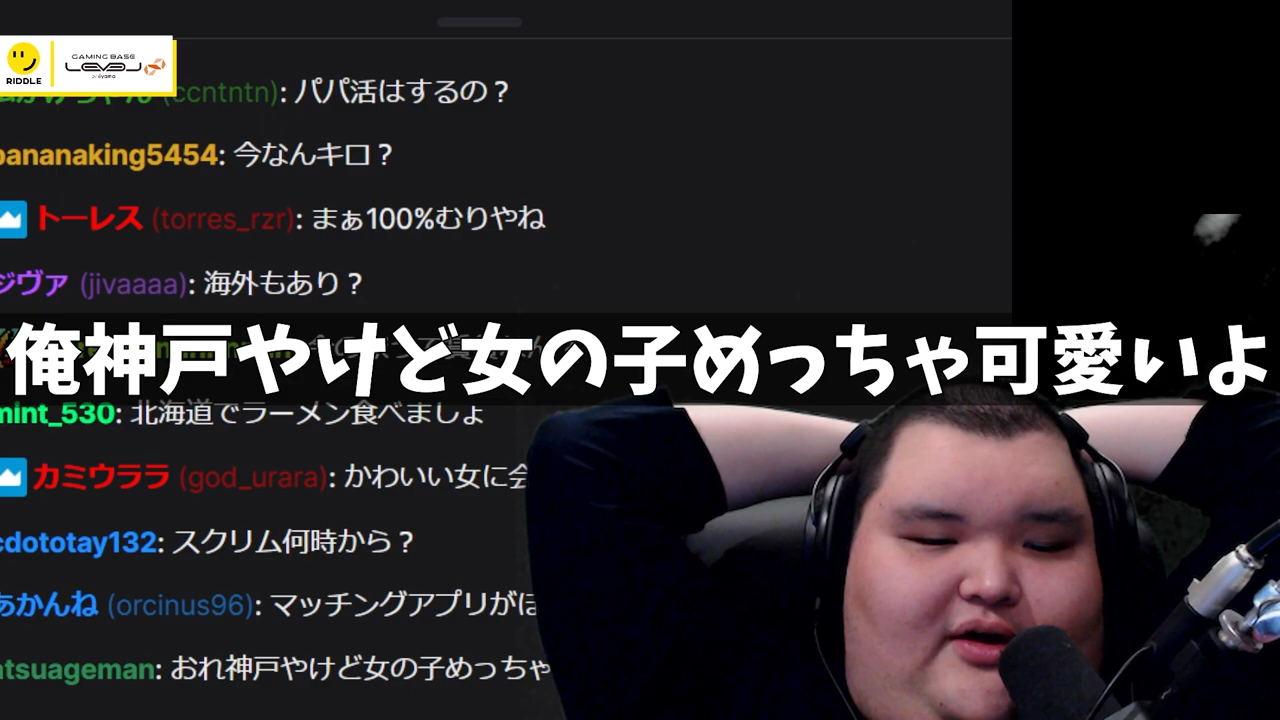 RIDDLE
GAMING BASE
LEVEL
(ccntntn): パパ活はするの？
bananaking5454: 今なんキロ？
トーレス (torres_rzr): まぁ100%むりやね
ジヴァ (jivaaaa): 海外もあり？
俺神戸やけど女の子めっちゃ可愛いよ
mint_530: 北海道でラーメン食べましょ
カミウララ (god_urara): かわいい女に会
cdototay132: スクリム何時から？
あかんね (orcinus96): マッチングアプリが
atsuageman: おれ神戸やけど女の子めっちゃ